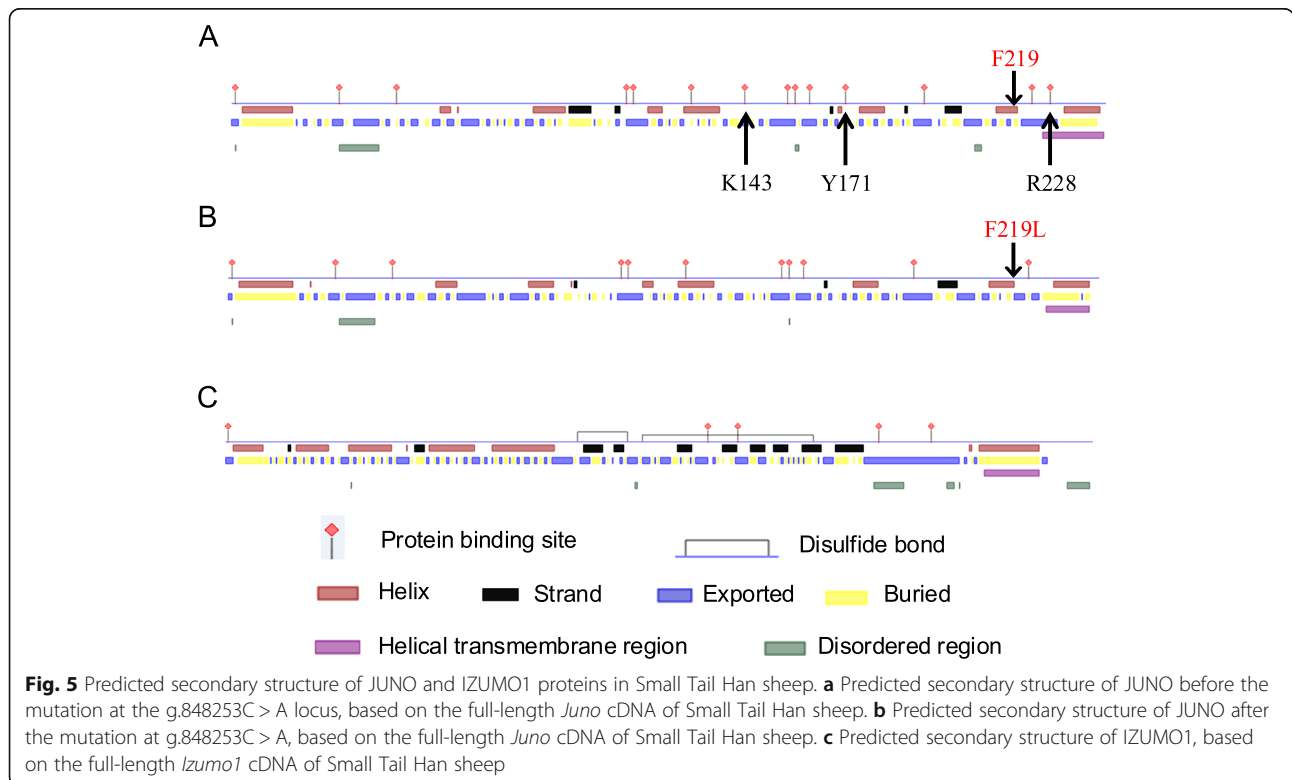 A
F219
K143 Y171 R228
B
F219L
C
Protein binding site Disulfide bond
Helix Strand Exported Buried
Helical transmembrane region Disordered region
Fig. 5 Predicted secondary structure of JUNO and IZUMO1 proteins in Small Tail Han sheep. a Predicted secondary structure of JUNO before the
mutation at the g.848253C > A locus, based on the full-length Juno cDNA of Small Tail Han sheep. b Predicted secondary structure of JUNO after
the mutation at g.848253C > A, based on the full-length Juno cDNA of Small Tail Han sheep. c Predicted secondary structure of IZUMO1, based
on the full-length Izumo1 cDNA of Small Tail Han sheep